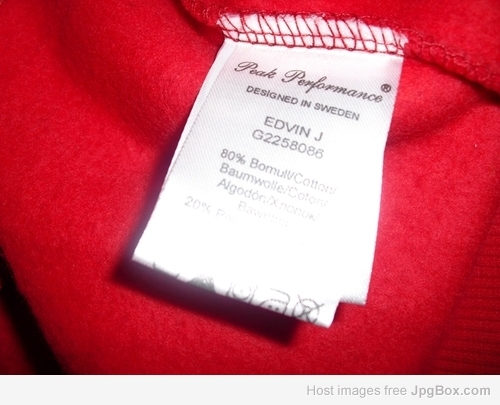 Peak Performance®
DESIGNED IN SWEDEN
EDVIN J
G2258086
80% Bomull/Cotton/
Baumwolle/Coton/
Algodón/Хлопок/
20%
Host images free JpgBox.com